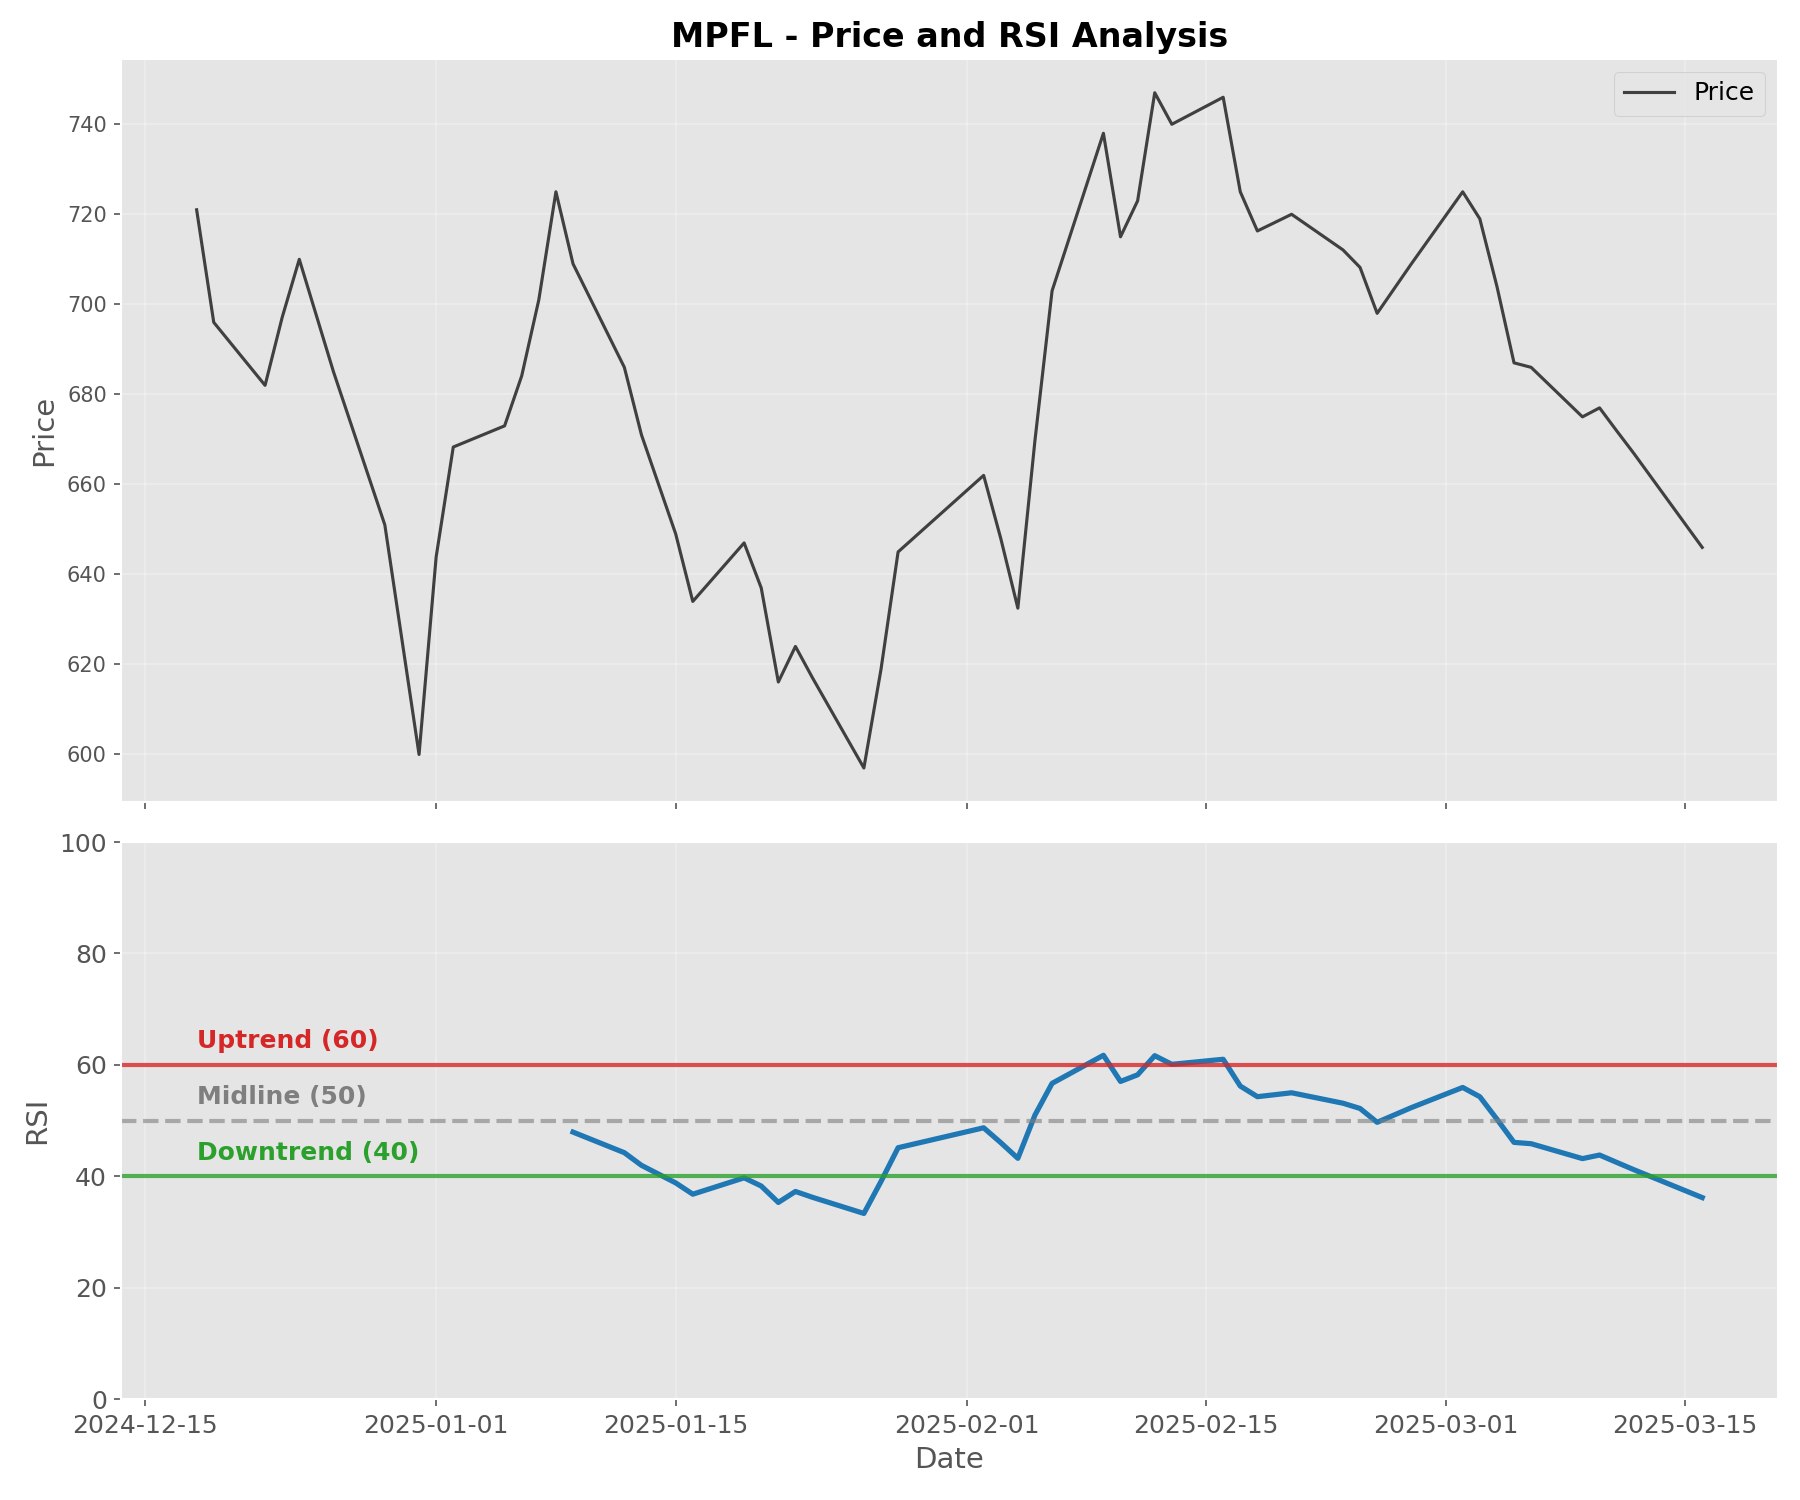 MPFL - Price and RSI Analysis
Price
740
720
700
680
660
640
620
600
Price
100
80
60
40
20
0
RSI
Uptrend (60)
Midline (50)
Downtrend (40)
2024-12-15 2025-01-01 2025-01-15 2025-02-01 2025-02-15 2025-03-01 2025-03-15
Date